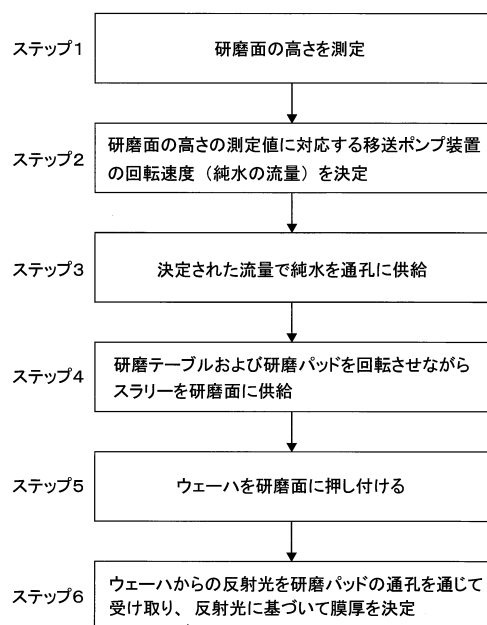 ステップ1
研磨面の高さを測定
ステップ2
研磨面の高さの測定値に対応する移送ポンプ装置
の回転速度(純水の流量)を決定
ステップ3
決定された流量で純水を通孔に供給
ステップ4
研磨テーブルおよび研磨パッドを回転させながら
スラリーを研磨面に供給
ステップ5
ウェーハを研磨面に押し付ける
ステップ6
ウェーハからの反射光を研磨パッドの通孔を通じて
受け取り、反射光に基づいて膜厚を決定